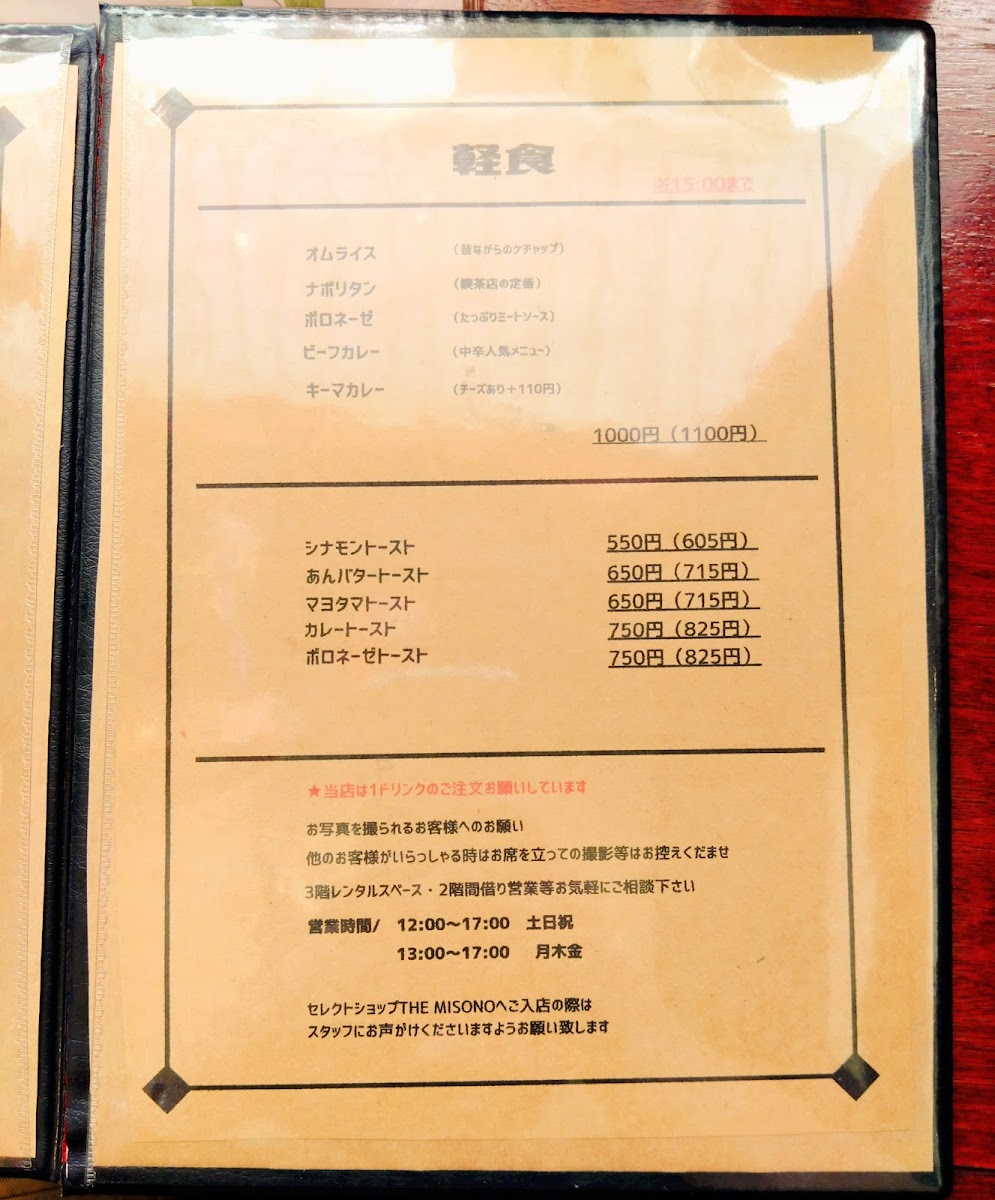 軽食
※15:00まで
オムライス （昔ながらのケチャップ）
ナポリタン （喫茶店の定番）
ボロネーゼ （たっぷりミートソース）
ビーフカレー （中辛人気メニュー）
キーマカレー （チーズあり＋110円）
1000円（1100円）
シナモントースト 550円（605円）
あんバタートースト 650円（715円）
マヨタマトースト 650円（715円）
カレートースト 750円（825円）
ボロネーゼトースト 750円（825円）
★当店は1ドリンクのご注文お願いしています
お写真を撮られるお客様へのお願い
他のお客様がいらっしゃる時はお席を立っての撮影等はお控えくだませ
3階レンタルスペース・2階間借り営業等お気軽にご相談下さい
営業時間/ 12:00～17:00 土日祝
13:00～17:00 月木金
セレクトショップTHE MISONOへご入店の際は
スタッフにお声がけくださいますようお願い致します